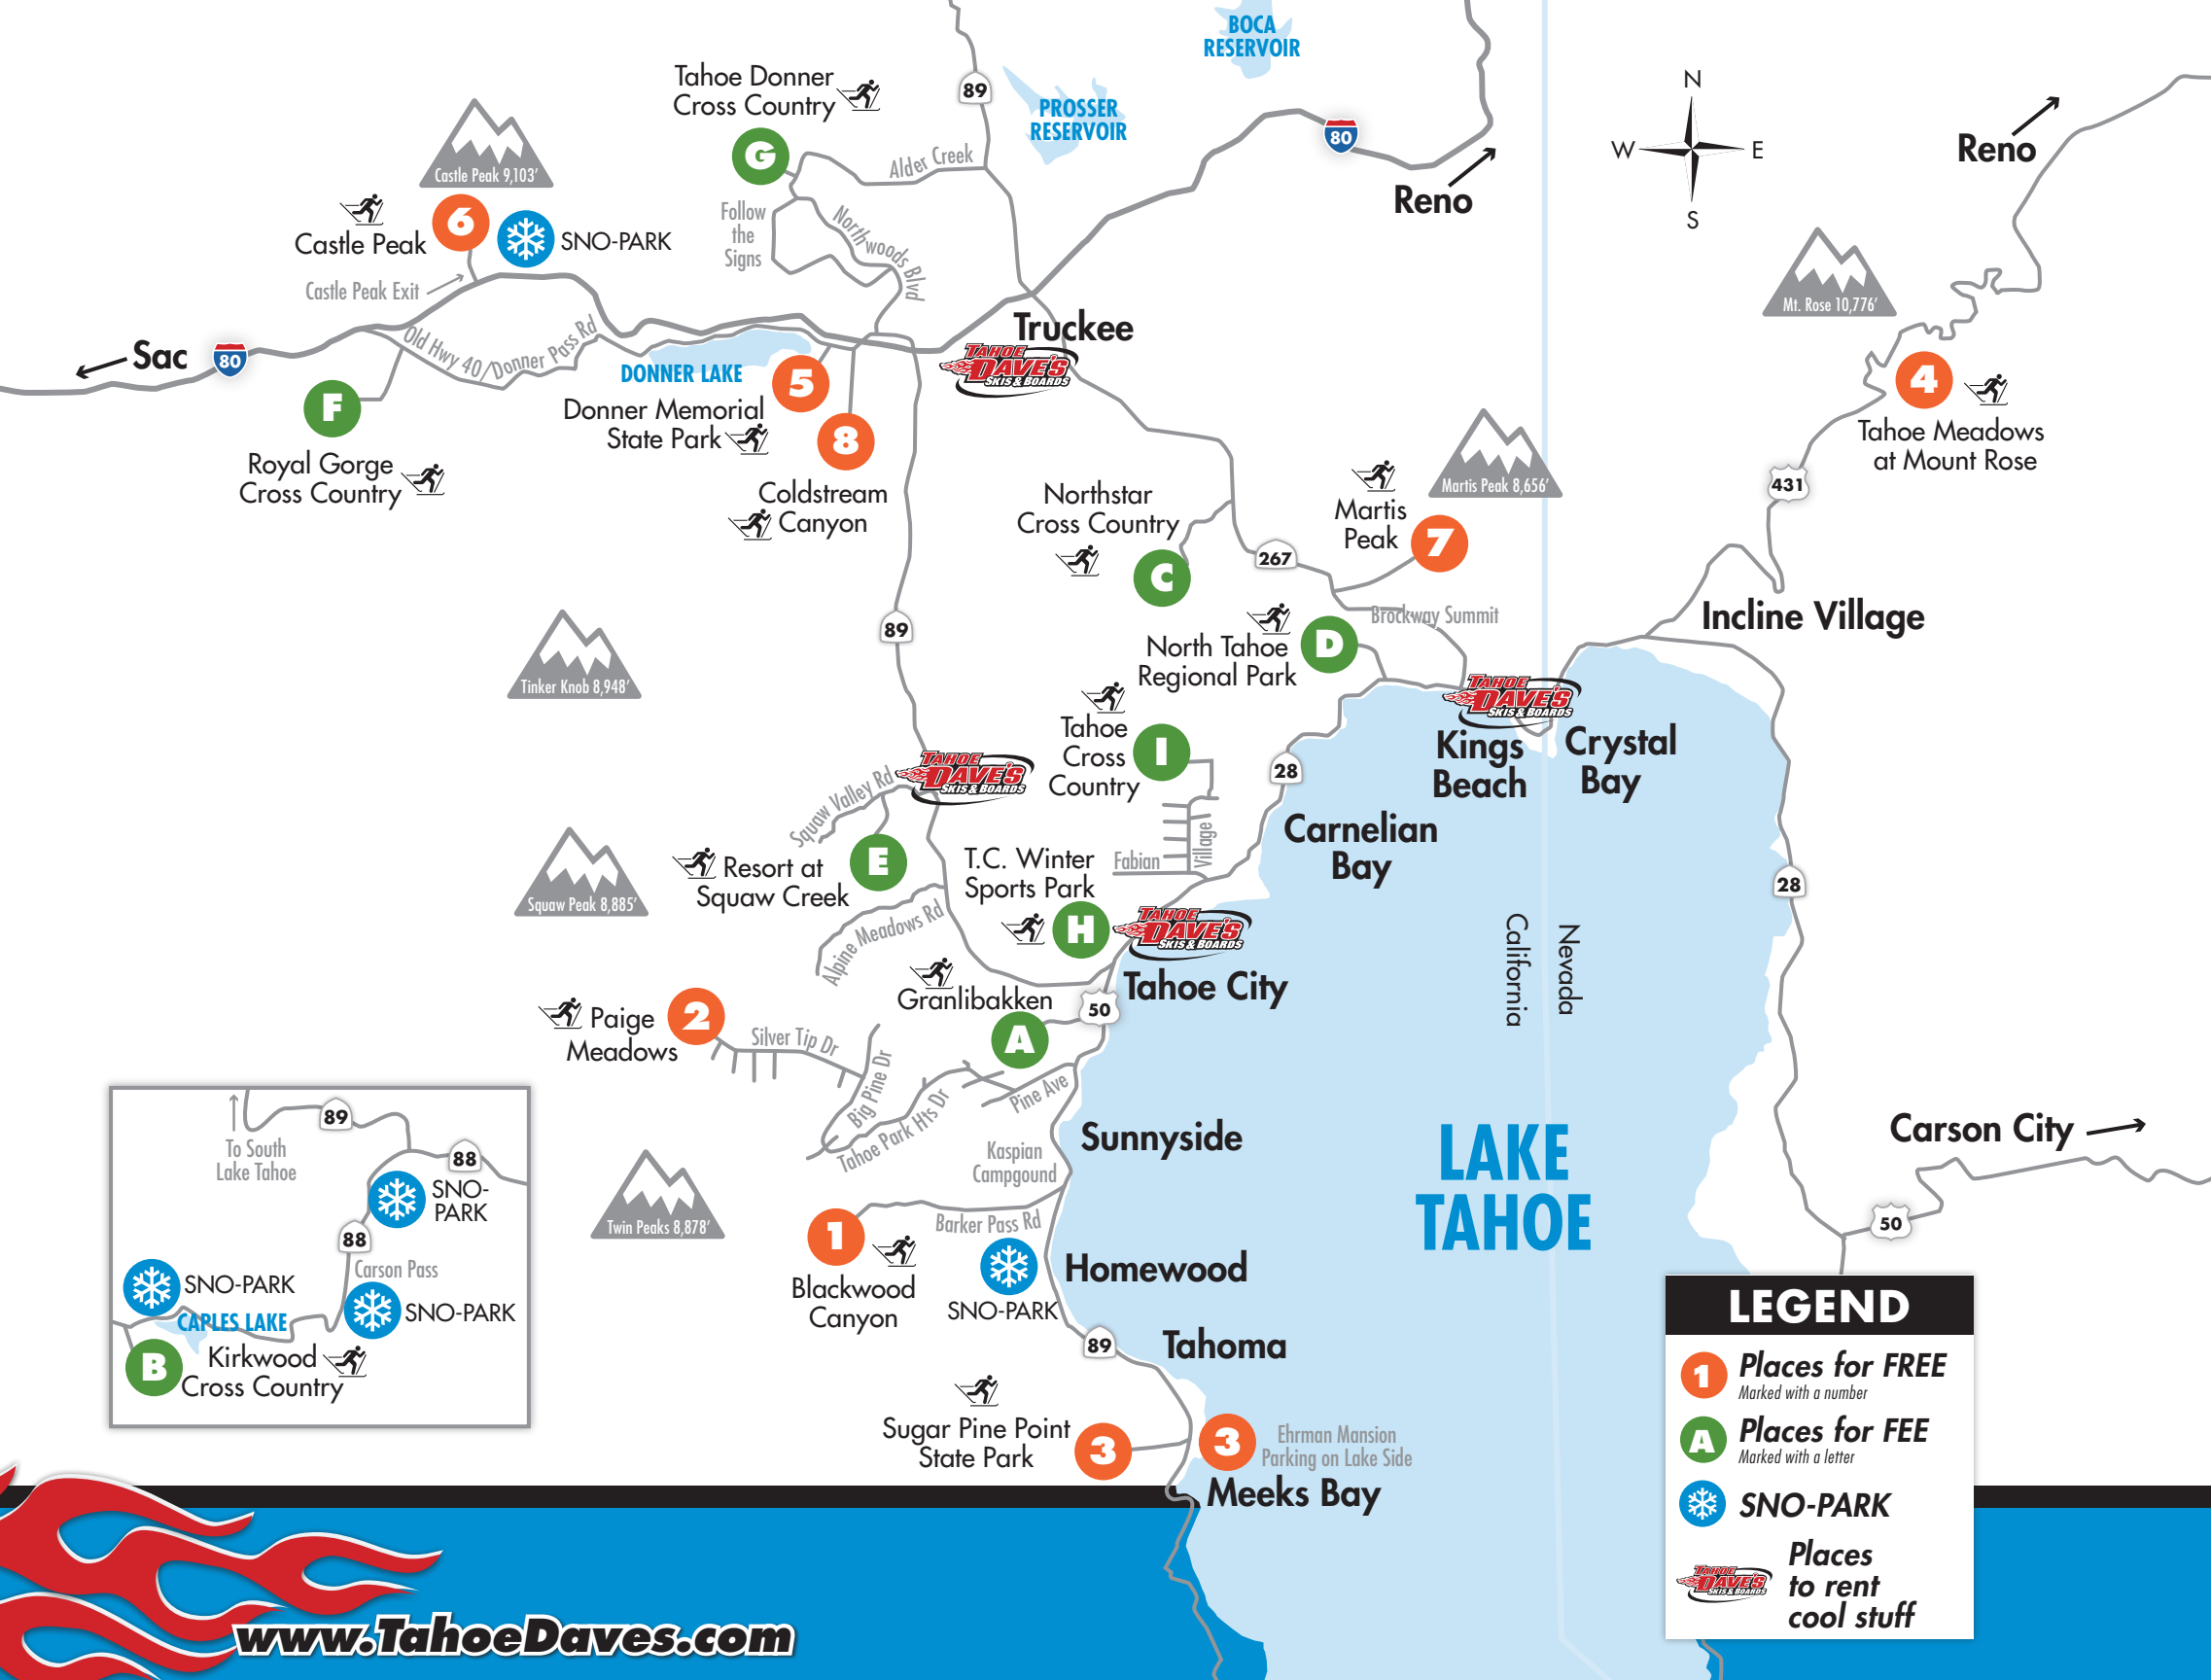 BOCA
RESERVOIR
Tahoe Donner
Cross Country
G
89
PROSSER
RESERVOIR
80
Reno
N
W
E
S
Reno
Alder Creek
Follow
the
Signs
Northwoods Blvd
Castle Peak 9,103'
6
Castle Peak
SNO-PARK
Castle Peak Exit
Mt. Rose 10,776'
Sac
80
Old Hwy 40/Donner Pass Rd
DONNER LAKE
Truckee
TAHOE
DAVE'S
SKIS & BOARDS
F
Royal Gorge
Cross Country
5
Donner Memorial
State Park
8
Coldstream
Canyon
4
Tahoe Meadows
at Mount Rose
431
Martis Peak 8,656'
Northstar
Cross Country
C
Martis
Peak
7
267
Brockway Summit
North Tahoe
Regional Park
D
Incline Village
89
Tinker Knob 8,948'
Tahoe
Cross
Country
I
TAHOE
DAVE'S
SKIS & BOARDS
Kings
Beach
Crystal
Bay
28
TAHOE
DAVE'S
SKIS & BOARDS
Squaw Valley Rd
Carnelian
Bay
Squaw Peak 8,885'
Resort at
Squaw Creek
E
T.C. Winter
Sports Park
H
Fabian
Village
28
TAHOE
DAVE'S
SKIS & BOARDS
Tahoe City
Alpine Meadows Rd
California
Nevada
Granlibakken
A
50
Paige
Meadows
2
Silver Tip Dr
Big Pine Dr
Tahoe Park Hts Dr
Pine Ave
Sunnyside
Kaspian
Campgound
LAKE
TAHOE
Carson City
50
Twin Peaks 8,878'
1
Blackwood
Canyon
Barker Pass Rd
SNO-PARK
Homewood
89
Tahoma
Sugar Pine Point
State Park
3
3
Ehrman Mansion
Parking on Lake Side
Meeks Bay
To South
Lake Tahoe
89
88
SNO-
PARK
88
Carson Pass
SNO-PARK
SNO-PARK
CAPLES LAKE
B
Kirkwood
Cross Country
LEGEND
1
Places for FREE
Marked with a number
A
Places for FEE
Marked with a letter
SNO-PARK
TAHOE
DAVE'S
SKIS & BOARDS
Places
to rent
cool stuff
www.TahoeDaves.com